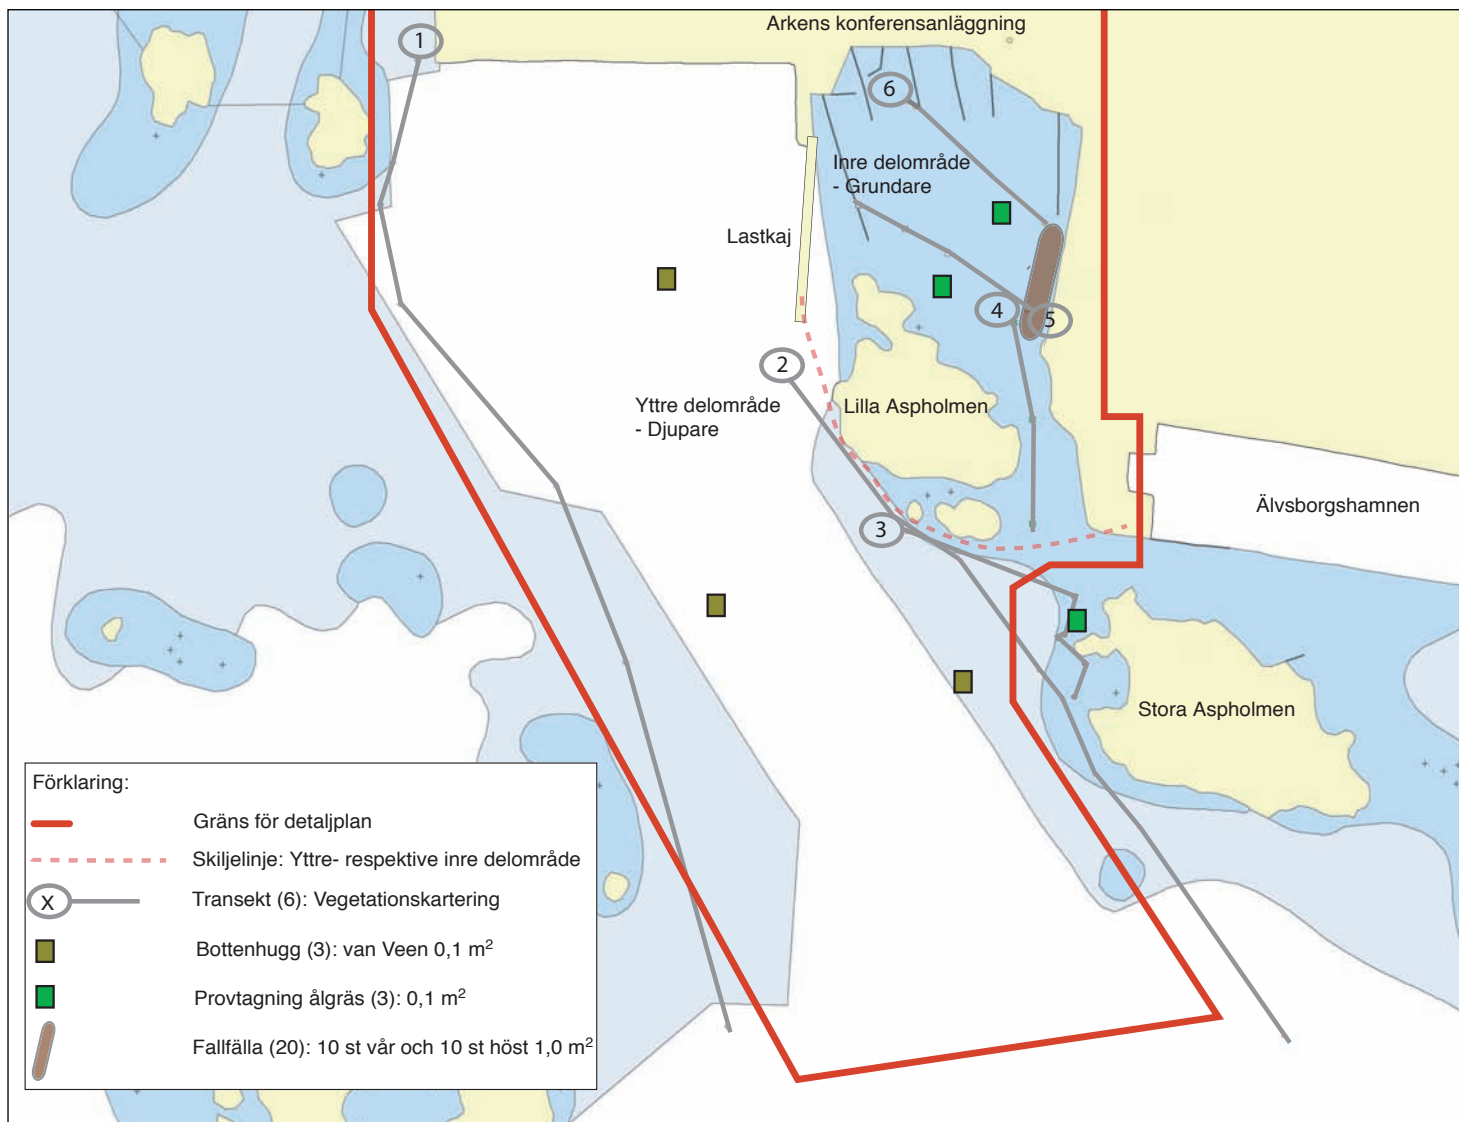 Arkens konferensanläggning
1
6
Inre delområde
- Grundare
Lastkaj
4
5
2
Yttre delområde
- Djupare
Lilla Aspholmen
Älvsborgshamnen
3
Stora Aspholmen
Förklaring:
Gräns för detaljplan
Skiljelinje: Yttre- respektive inre delområde
X Transekt (6): Vegetationskartering
Bottenhugg (3): van Veen 0,1 m²
Provtagning ålgräs (3): 0,1 m²
Fallfälla (20): 10 st vår och 10 st höst 1,0 m²